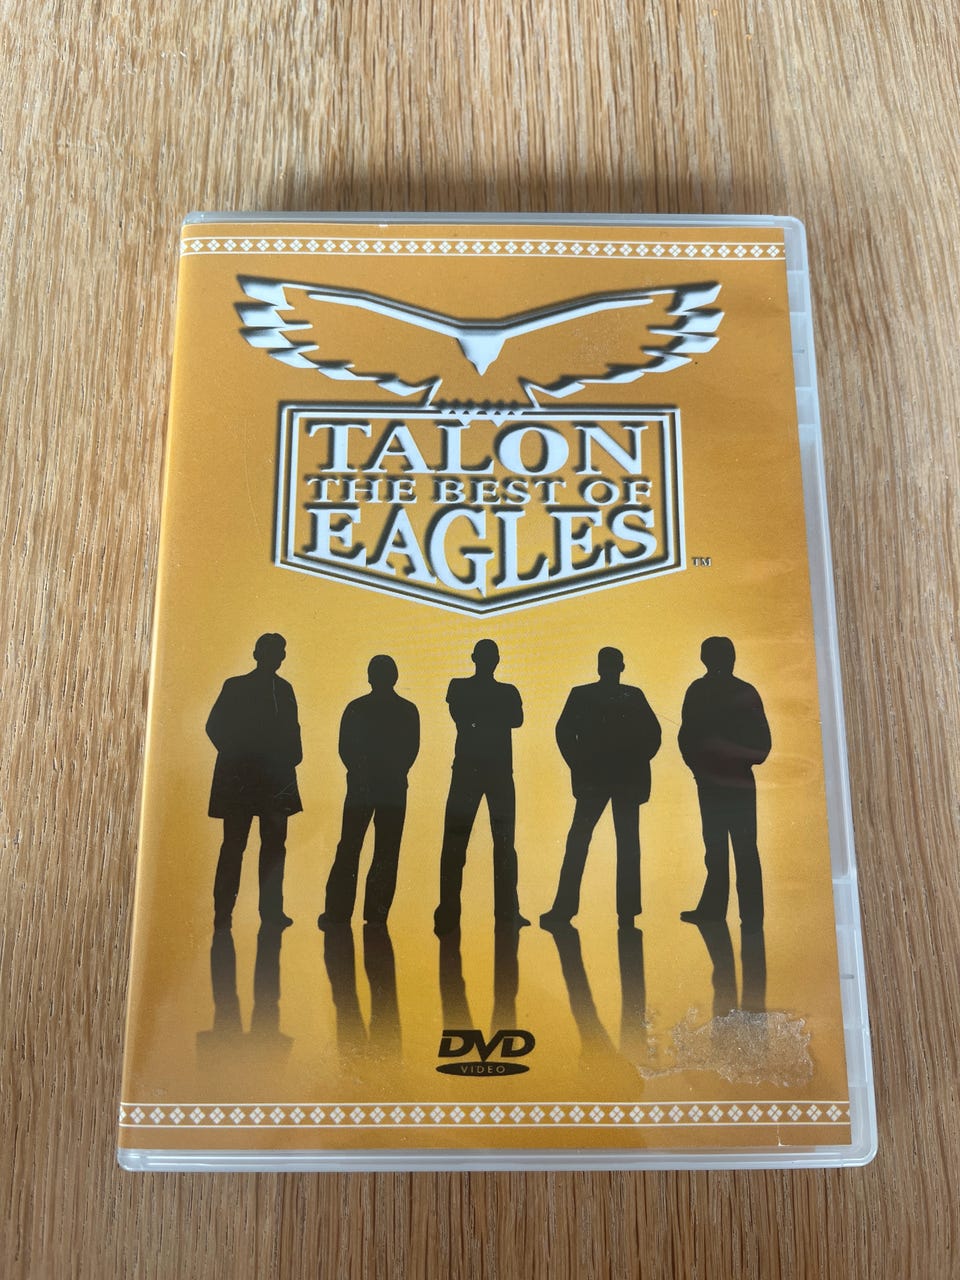 TALON
THE BEST OF
EAGLES
TM
DVD
VIDEO